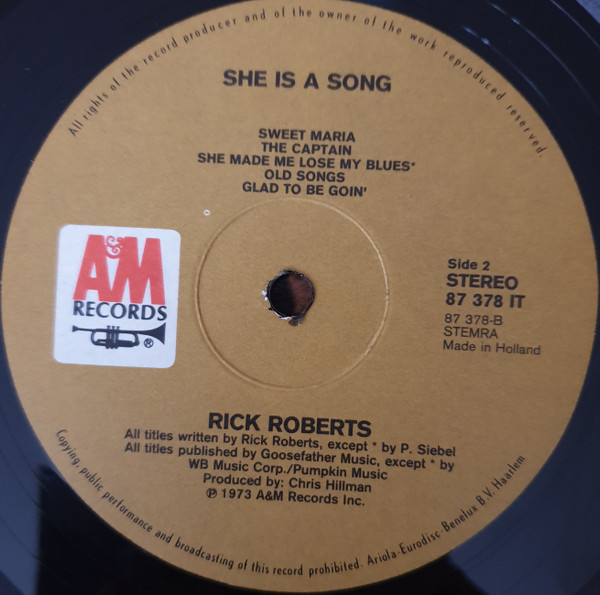 All rights of the record producer and of the owner of the work reproduced reserved.
SHE IS A SONG
SWEET MARIA
THE CAPTAIN
SHE MADE ME LOSE MY BLUES*
OLD SONGS
GLAD TO BE GOIN'
A&M
RECORDS
®
Side 2
STEREO
87 378 IT
87 378-B
STEMRA
Made in Holland
RICK ROBERTS
All titles written by Rick Roberts, except * by P. Siebel
All titles published by Goosefather Music, except * by
WB Music Corp./Pumpkin Music
Produced by: Chris Hillman
℗ 1973 A&M Records Inc.
Copying, public performance and broadcasting of this record prohibited. Ariola-Eurodisc Benelux B.V. Haarlem